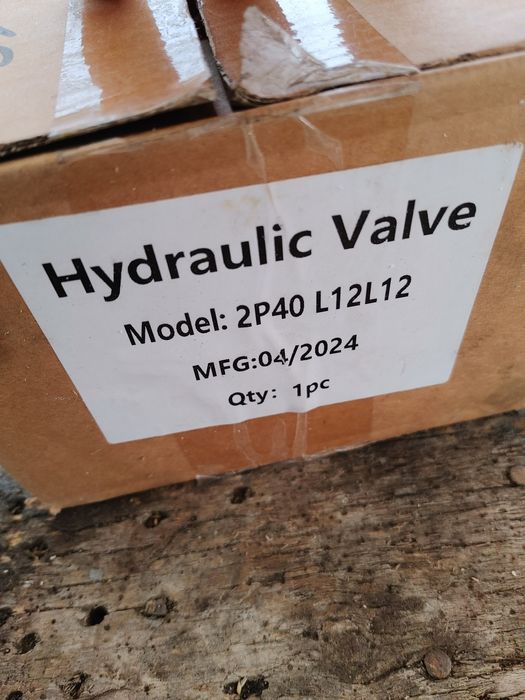 Hydraulic Valve
Model: 2P40 L12L12
MFG:04/2024
Qty: 1pc